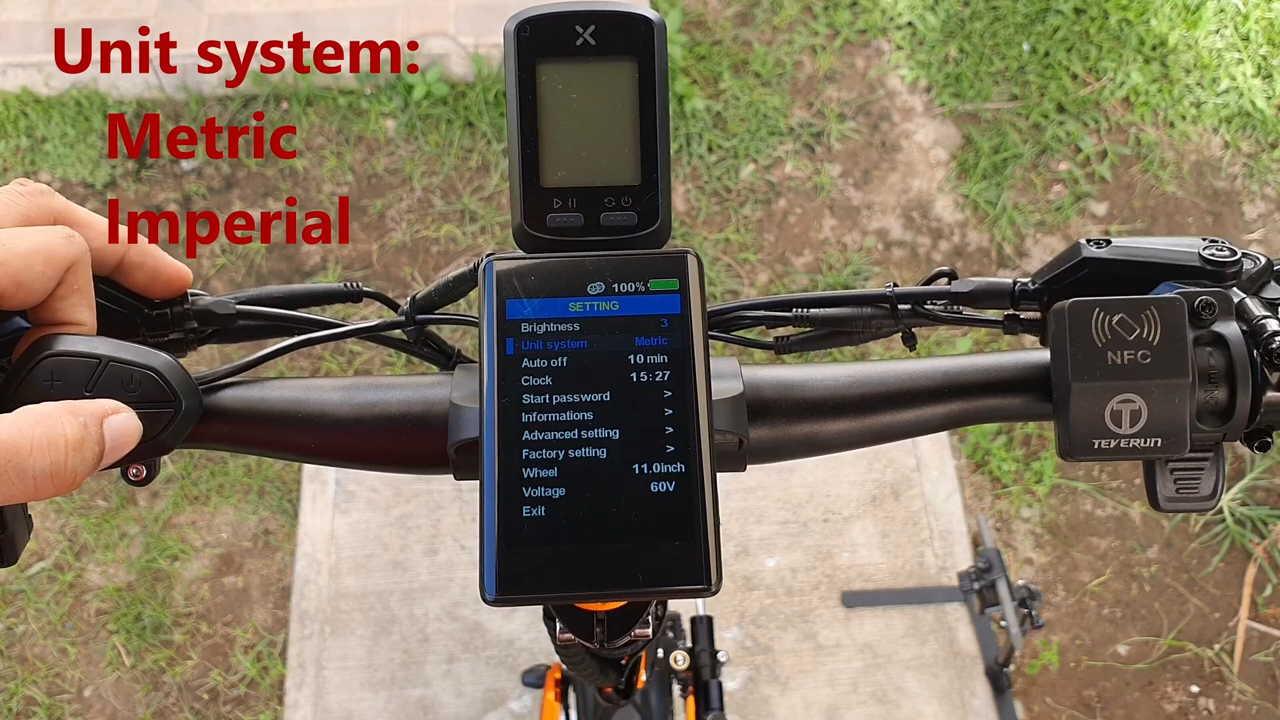 Unit system:
Metric
Imperial
100%
SETTING
Brightness 3
Unit system Metric
Auto off 10 min
Clock 15:27
Start password >
Informations >
Advanced setting >
Factory setting >
Wheel 11.0inch
Voltage 60V
Exit
NFC
TEVERUN